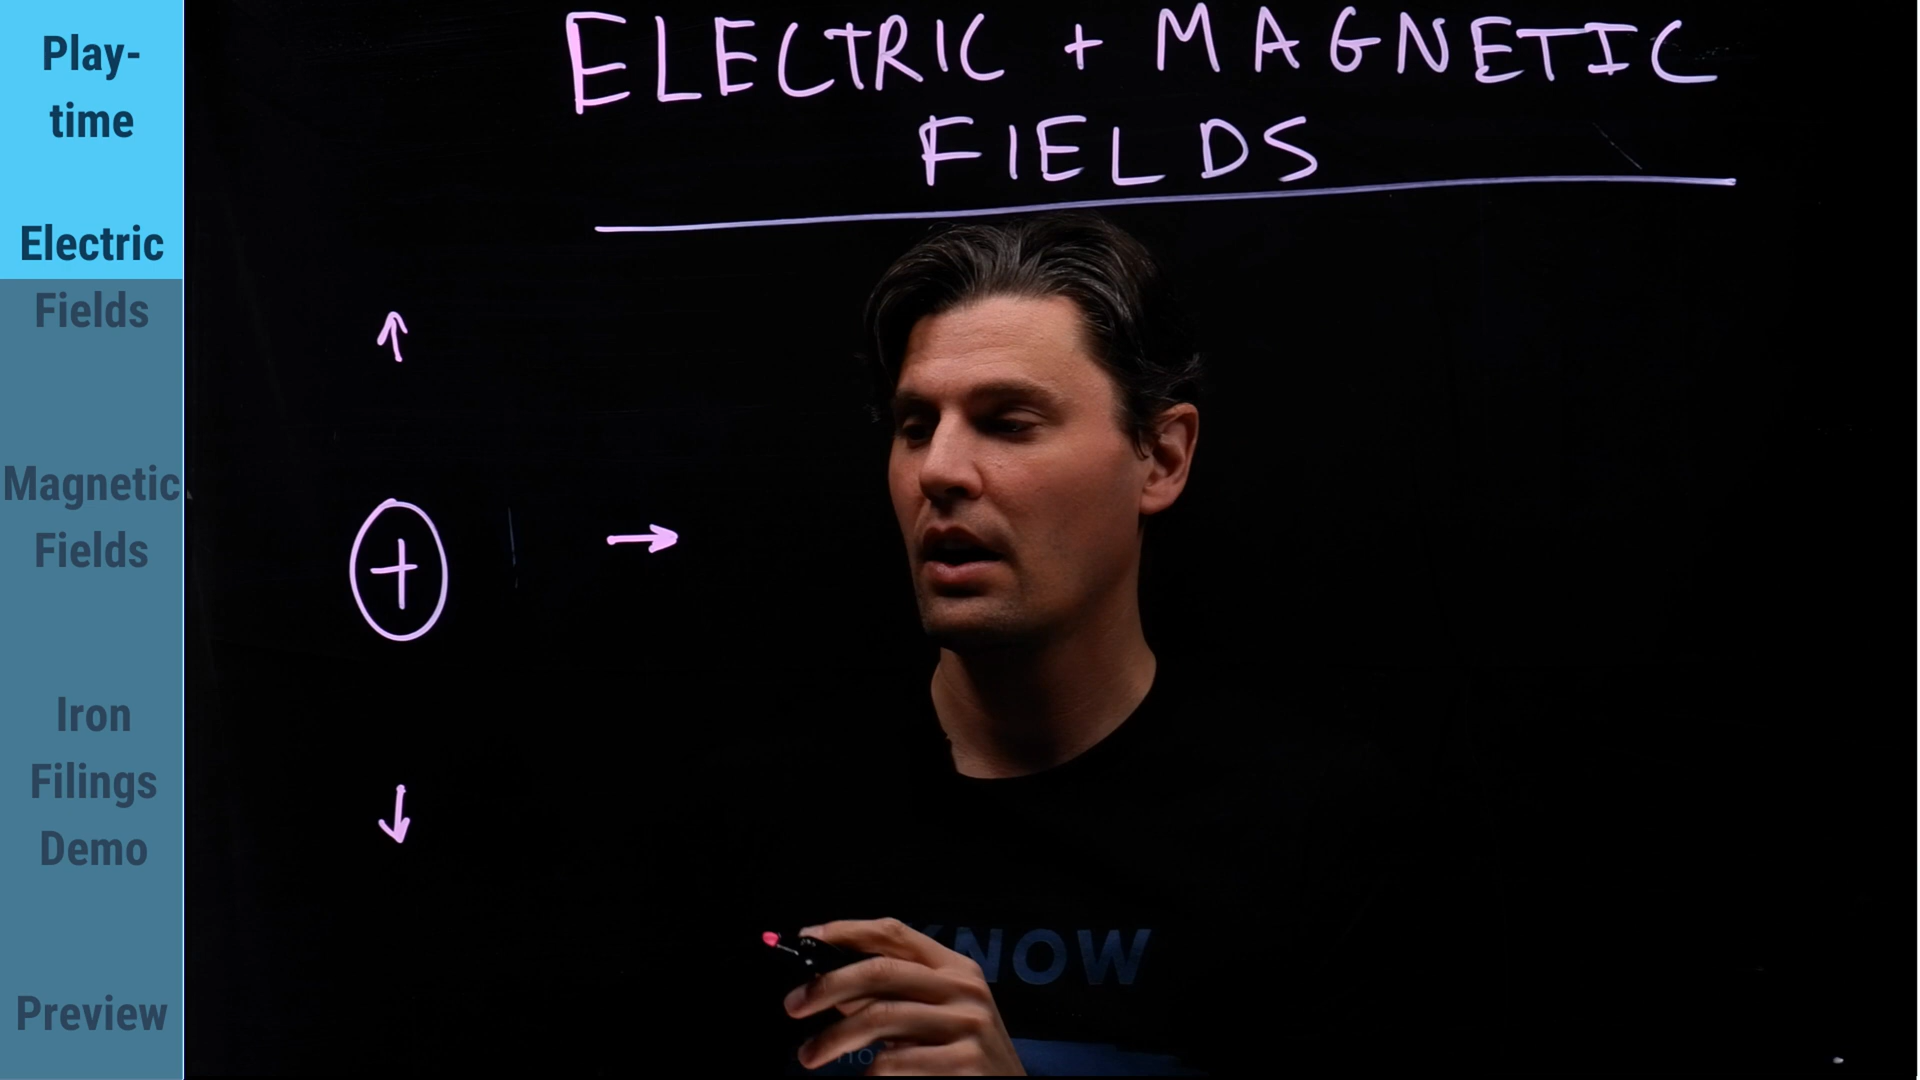 Play-
time
Electric
Fields
Magnetic
Fields
Iron
Filings
Demo
Preview
ELECTRIC + MAGNETIC
FIELDS
+
KNOW